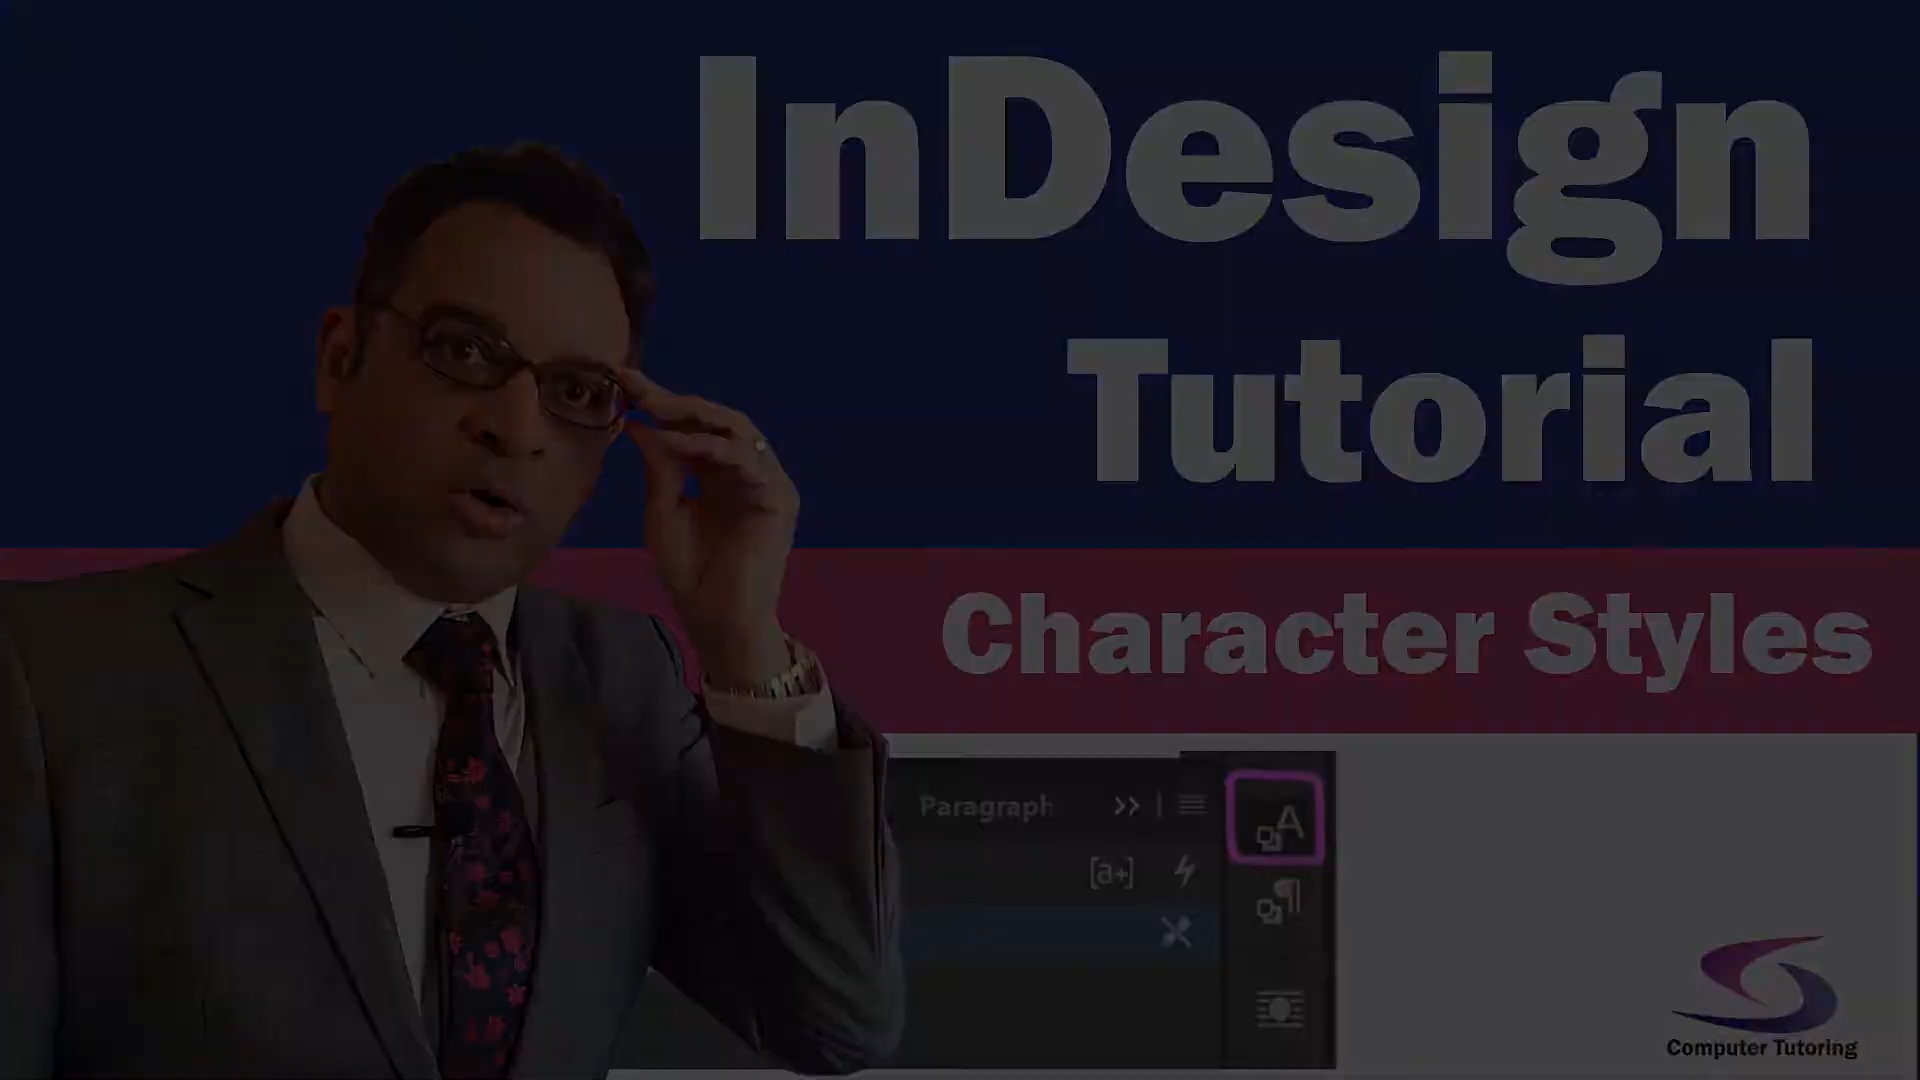 InDesign
Tutorial
Character Styles
Paragraph
[a+]
Computer Tutoring